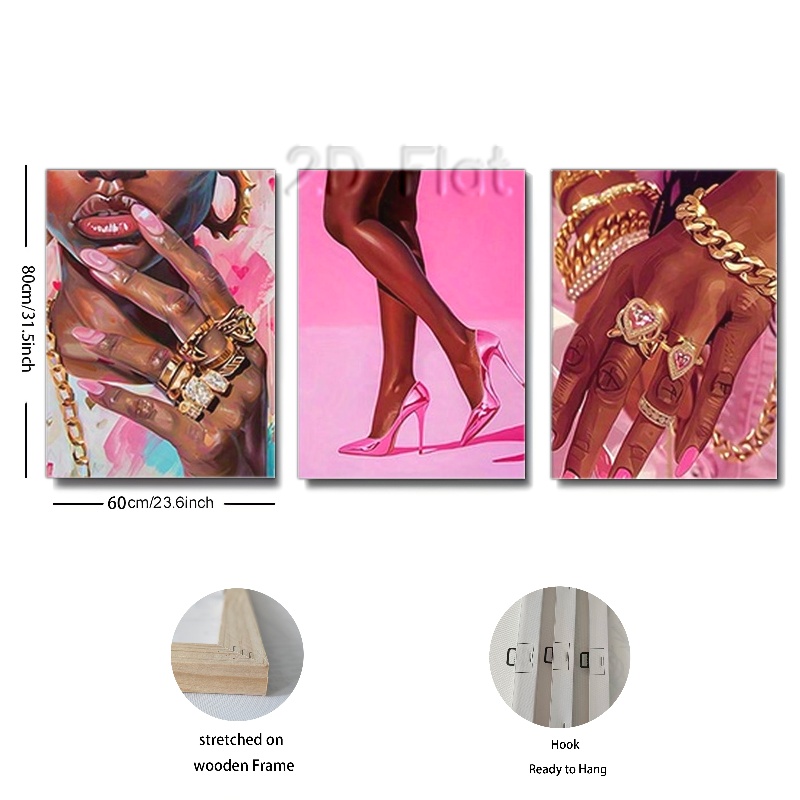 2D Flat
80cm/31.5inch
60cm/23.6inch
stretched on
wooden Frame
Hook
Ready to Hang